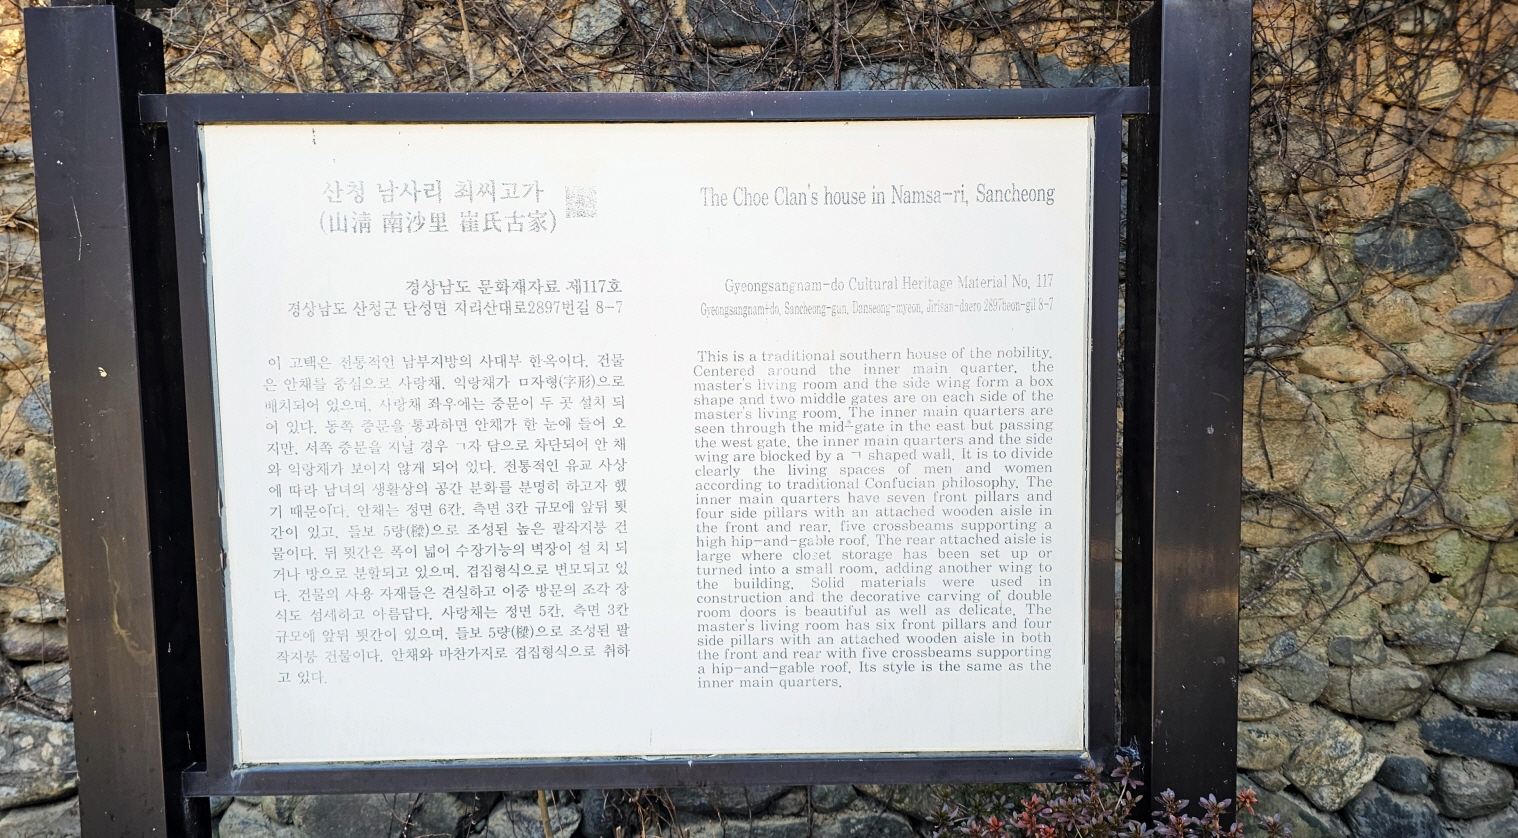 산청 남사리 최씨고가
(山淸 南沙里 崔氏古家)
경상남도 문화재자료 제117호
경상남도 산청군 단성면 지리산대로2897번길 8-7
이 고택은 전통적인 남부지방의 사대부 한옥이다. 건물
은 안채를 중심으로 사랑채, 익랑채가 ㅁ자형(字形)으로
배치되어 있으며, 사랑채 좌우에는 중문이 두 곳 설치 되
어 있다. 동쪽 중문을 통과하면 안채가 한 눈에 들어 오
지만, 서쪽 중문을 지날 경우 ㄱ자 담으로 차단되어 안 채
와 익랑채가 보이지 않게 되어 있다. 전통적인 유교 사상
에 따라 남녀의 생활상의 공간 분화를 분명히 하고자 했
기 때문이다. 안채는 정면 6칸, 측면 3칸 규모에 앞뒤 툇
간이 있고, 들보 5량(樑)으로 조성된 높은 팔작지붕 건
물이다. 뒤 툇간은 폭이 넓어 수장기능의 벽장이 설 치 되
거나 방으로 분할되고 있으며, 겹집형식으로 변모되고 있
다. 건물의 사용 자재들은 견실하고 이중 방문의 조각 장
식도 섬세하고 아름답다. 사랑채는 정면 5칸, 측면 3칸
규모에 앞뒤 툇간이 있으며, 들보 5량(樑)으로 조성된 팔
작지붕 건물이다. 안채와 마찬가지로 겹집형식으로 취하
고 있다.
The Choe Clan's house in Namsa-ri, Sancheong
Gyeongsangnam-do Cultural Heritage Material No. 117
Gyeongsangnam-do, Sancheong-gun, Danseong-myeon, Jirisan-daero 2897beon-gil 8-7
This is a traditional southern house of the nobility.
Centered around the inner main quarter, the
master's living room and the side wing form a box
shape and two middle gates are on each side of the
master's living room. The inner main quarters are
seen through the mid-gate in the east but passing
the west gate, the inner main quarters and the side
wing are blocked by a ㄱ shaped wall. It is to divide
clearly the living spaces of men and women
according to traditional Confucian philosophy. The
inner main quarters have seven front pillars and
four side pillars with an attached wooden aisle in
the front and rear, five crossbeams supporting a
high hip-and-gable roof. The rear attached aisle is
large where closet storage has been set up or
turned into a small room, adding another wing to
the building. Solid materials were used in
construction and the decorative carving of double
room doors is beautiful as well as delicate. The
master's living room has six front pillars and four
side pillars with an attached wooden aisle in both
the front and rear with five crossbeams supporting
a hip-and-gable roof. Its style is the same as the
inner main quarters.